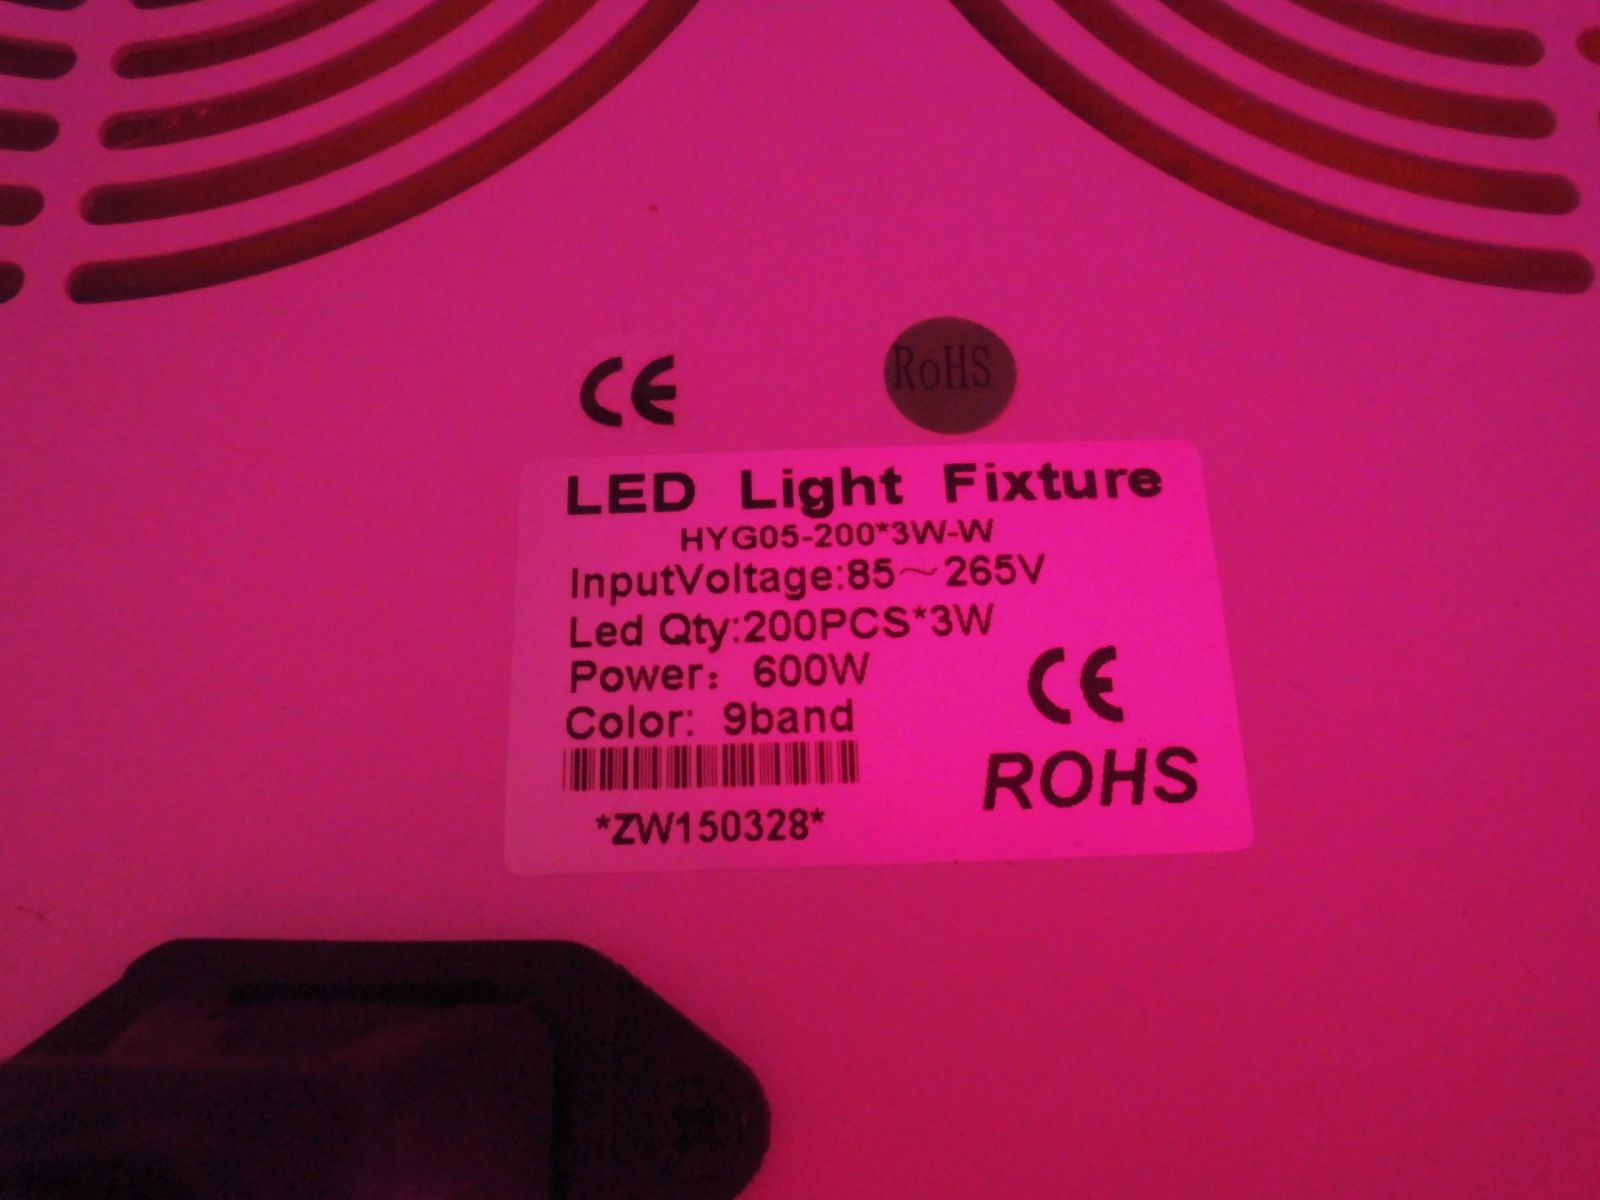 CE
RoHS
LED Light Fixture
HYG05-200*3W-W
InputVoltage:85～265V
Led Qty:200PCS*3W
Power: 600W
Color: 9band
CE
ROHS
*ZW150328*